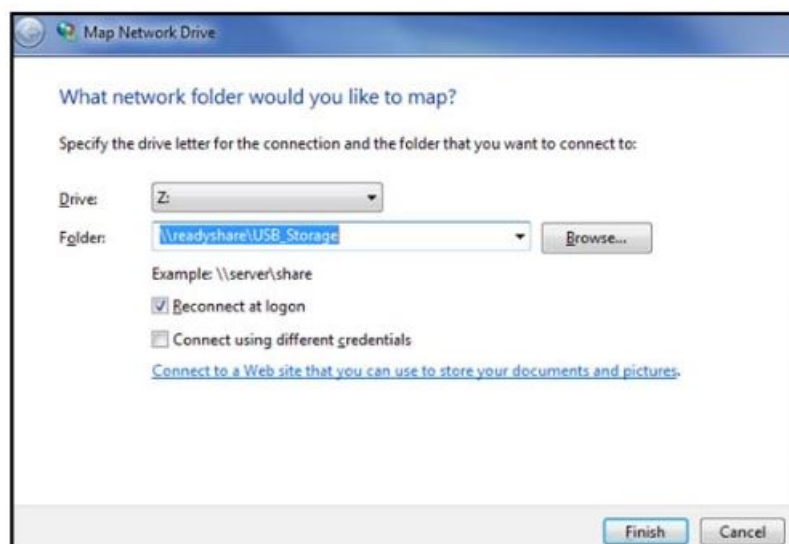 Map Network Drive
What network folder would you like to map?
Specify the drive letter for the connection and the folder that you want to connect to:
Drive: Z:
Folder: \\readyshare\USB_Storage Browse...
Example: \\server\share
Reconnect at logon
Connect using different credentials
Connect to a Web site that you can use to store your documents and pictures.
Finish Cancel